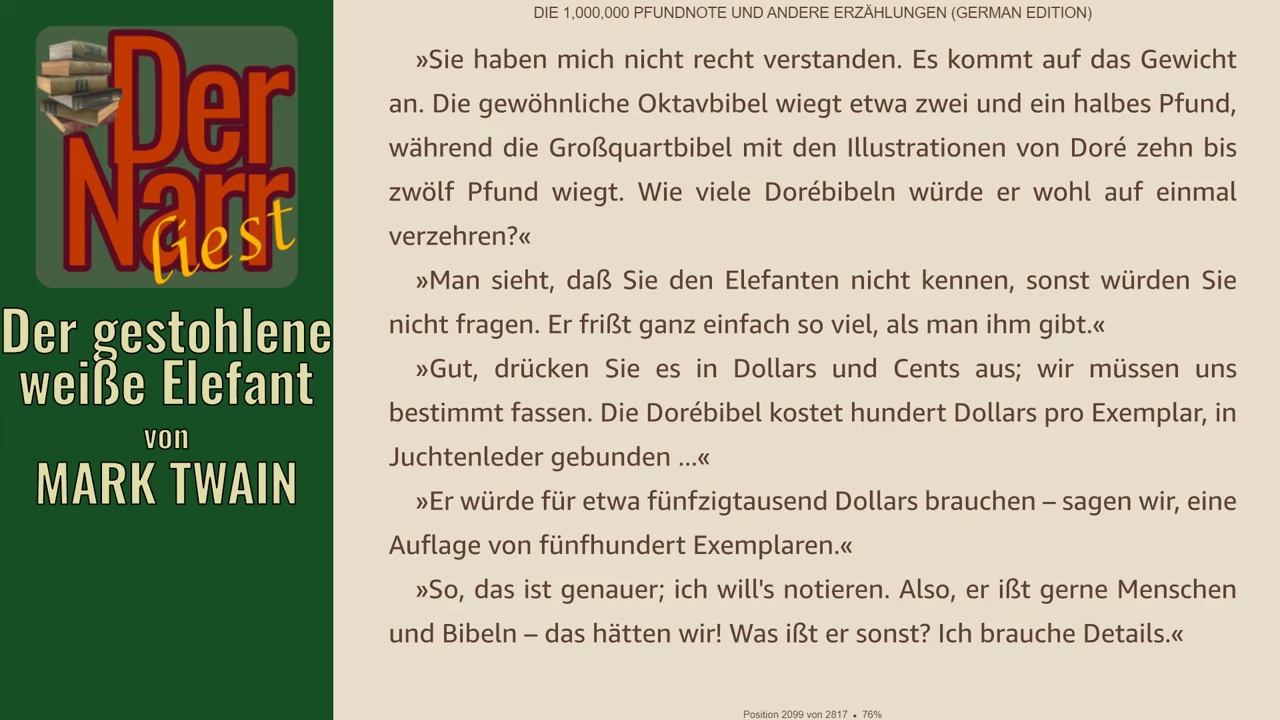 Der
Narr
liest
Der gestohlene
weiße Elefant
von
MARK TWAIN
DIE 1,000,000 PFUNDNOTE UND ANDERE ERZÄHLUNGEN (GERMAN EDITION)
»Sie haben mich nicht recht verstanden. Es kommt auf das Gewicht
an. Die gewöhnliche Oktavbibel wiegt etwa zwei und ein halbes Pfund,
während die Großquartbibel mit den Illustrationen von Doré zehn bis
zwölf Pfund wiegt. Wie viele Dorébibeln würde er wohl auf einmal
verzehren?«
»Man sieht, daß Sie den Elefanten nicht kennen, sonst würden Sie
nicht fragen. Er frißt ganz einfach so viel, als man ihm gibt.«
»Gut, drücken Sie es in Dollars und Cents aus; wir müssen uns
bestimmt fassen. Die Dorébibel kostet hundert Dollars pro Exemplar, in
Juchtenleder gebunden ...«
»Er würde für etwa fünfzigtausend Dollars brauchen – sagen wir, eine
Auflage von fünfhundert Exemplaren.«
»So, das ist genauer; ich will's notieren. Also, er ißt gerne Menschen
und Bibeln – das hätten wir! Was ißt er sonst? Ich brauche Details.«
Position 2099 von 2817 • 76%